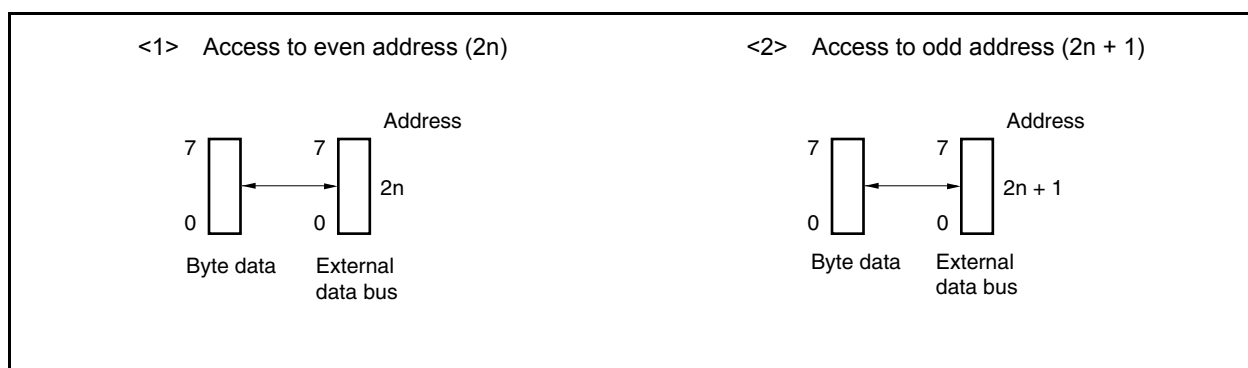 <1> Access to even address (2n)
Address
7 7
2n
0 0
Byte data External
data bus
<2> Access to odd address (2n + 1)
Address
7 7
2n + 1
0 0
Byte data External
data bus